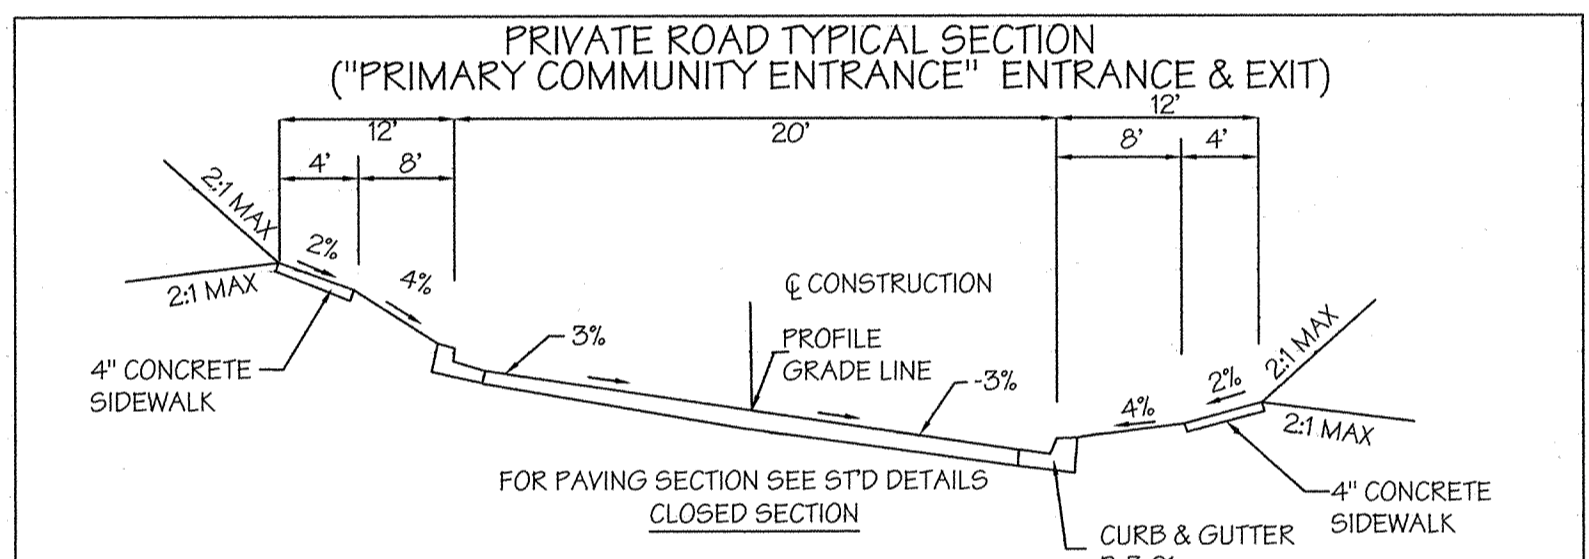 PRIVATE ROAD TYPICAL SECTION
("PRIMARY COMMUNITY ENTRANCE" ENTRANCE & EXIT)
12'
20'
12'
4'
8'
8'
4'
2:1 MAX
2%
2:1 MAX
4%
4" CONCRETE
SIDEWALK
3%
℄ CONSTRUCTION
PROFILE
GRADE LINE
-3%
4%
2%
2:1 MAX
2:1 MAX
4" CONCRETE
SIDEWALK
FOR PAVING SECTION SEE ST'D DETAILS
CLOSED SECTION
CURB & GUTTER